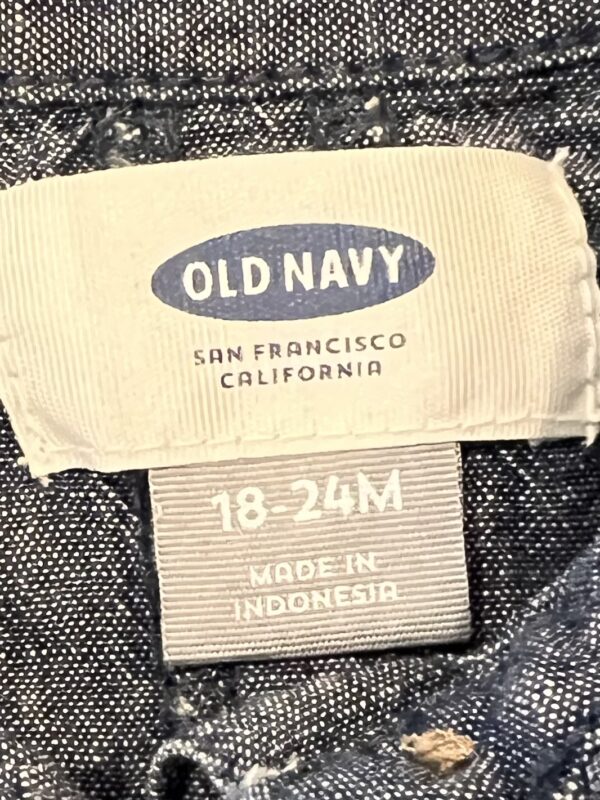 OLD NAVY
SAN FRANCISCO
CALIFORNIA
18-24M
MADE IN
INDONESIA